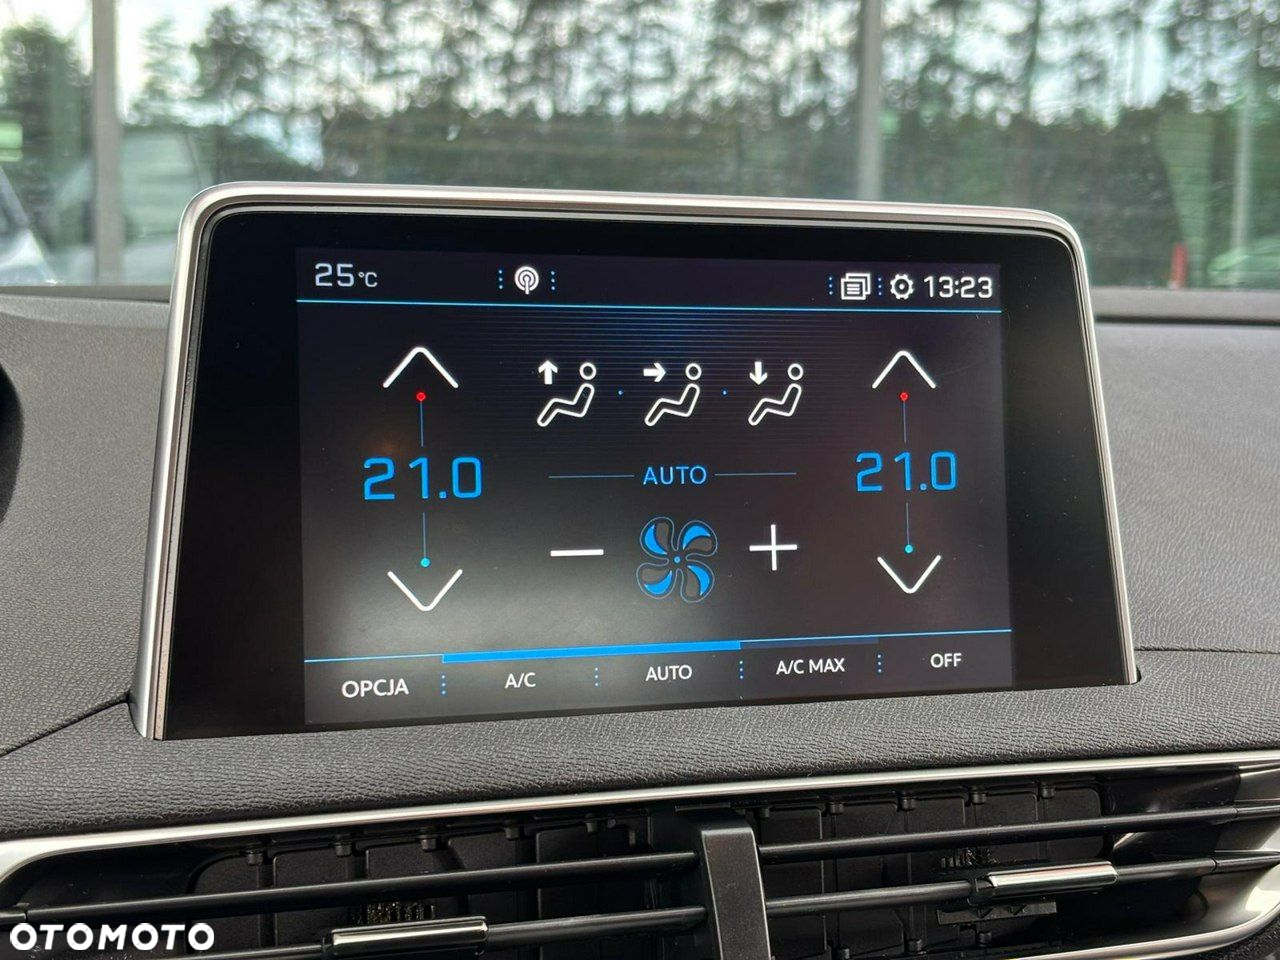 25°C 13:23
21.0 AUTO 21.0
OPCJA A/C AUTO A/C MAX OFF
OTOMOTO